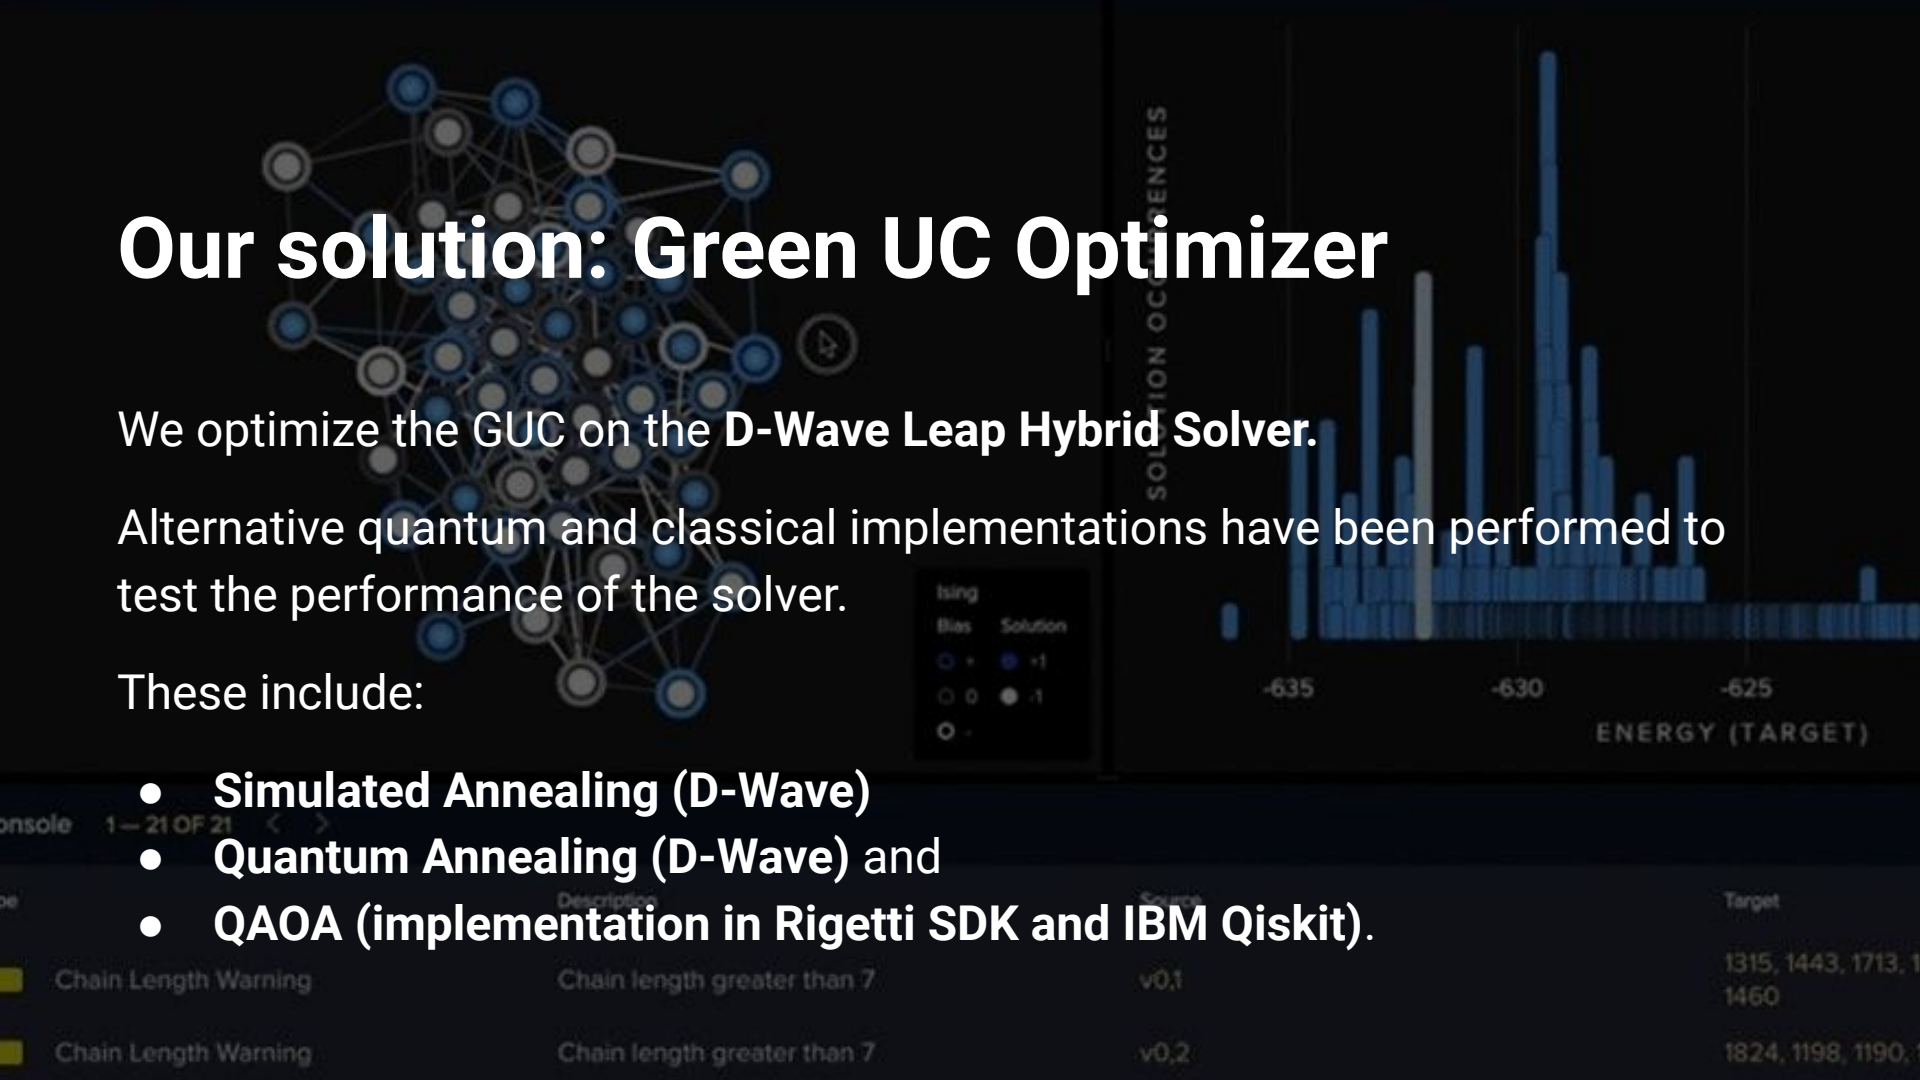 Our solution: Green UC Optimizer
We optimize the GUC on the D-Wave Leap Hybrid Solver.
Alternative quantum and classical implementations have been performed to
test the performance of the solver.
These include:
● Simulated Annealing (D-Wave)
● Quantum Annealing (D-Wave) and
● QAOA (implementation in Rigetti SDK and IBM Qiskit).
SOLUTION OCCURRENCES
Ising
Bias Solution
+ +1
0 -1
-
-635 -630 -625
ENERGY (TARGET)
onsole 1 — 21 OF 21 < >
pe Description Source Target
Chain Length Warning Chain length greater than 7 v0,1 1315, 1443, 1713, 1
1460
Chain Length Warning Chain length greater than 7 v0,2 1824, 1198, 1190,